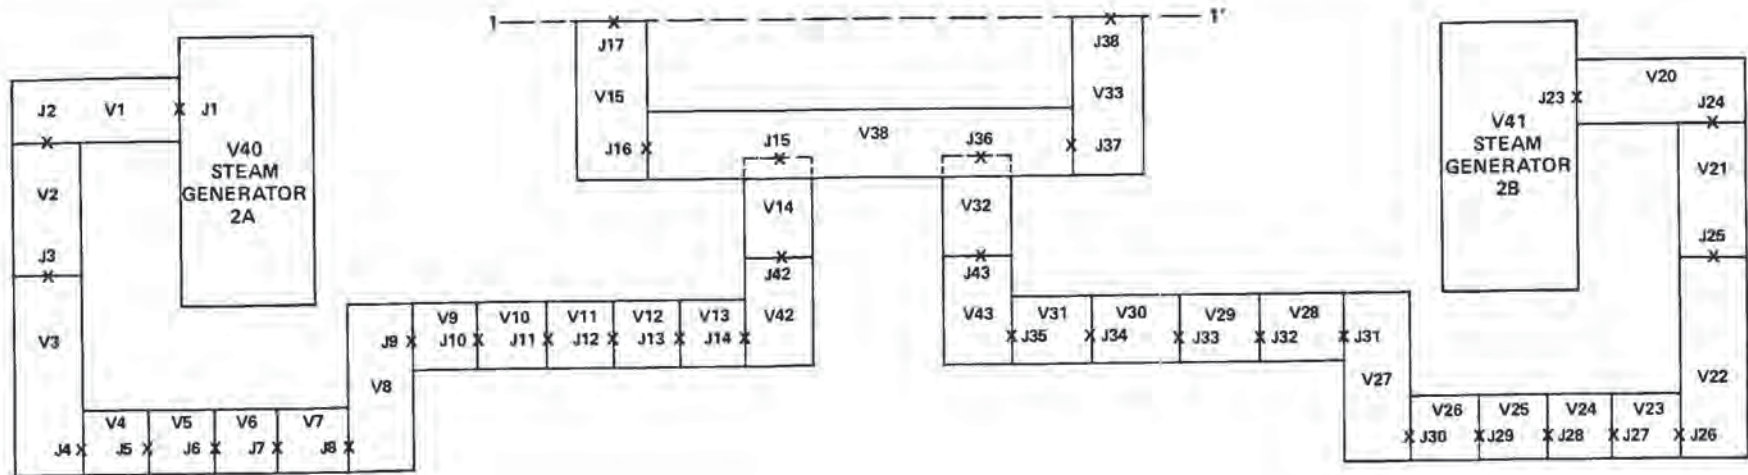 1
1'
J17
J38
J2
V1
J1
V40
STEAM
GENERATOR
2A
V2
J3
V3
V4
V5
V6
V7
J4
J5
J6
J7
J8
V8
J9
V9
V10
V11
V12
V13
J10
J11
J12
J13
J14
V15
V33
J15
V38
J36
J16
J37
V14
V32
J42
J43
V42
V43
V31
V30
V29
V28
J35
J34
J33
J32
J31
V27
V26
V25
V24
V23
J30
J29
J28
J27
J26
V41
STEAM
GENERATOR
2B
J23
V20
J24
V21
J25
V22